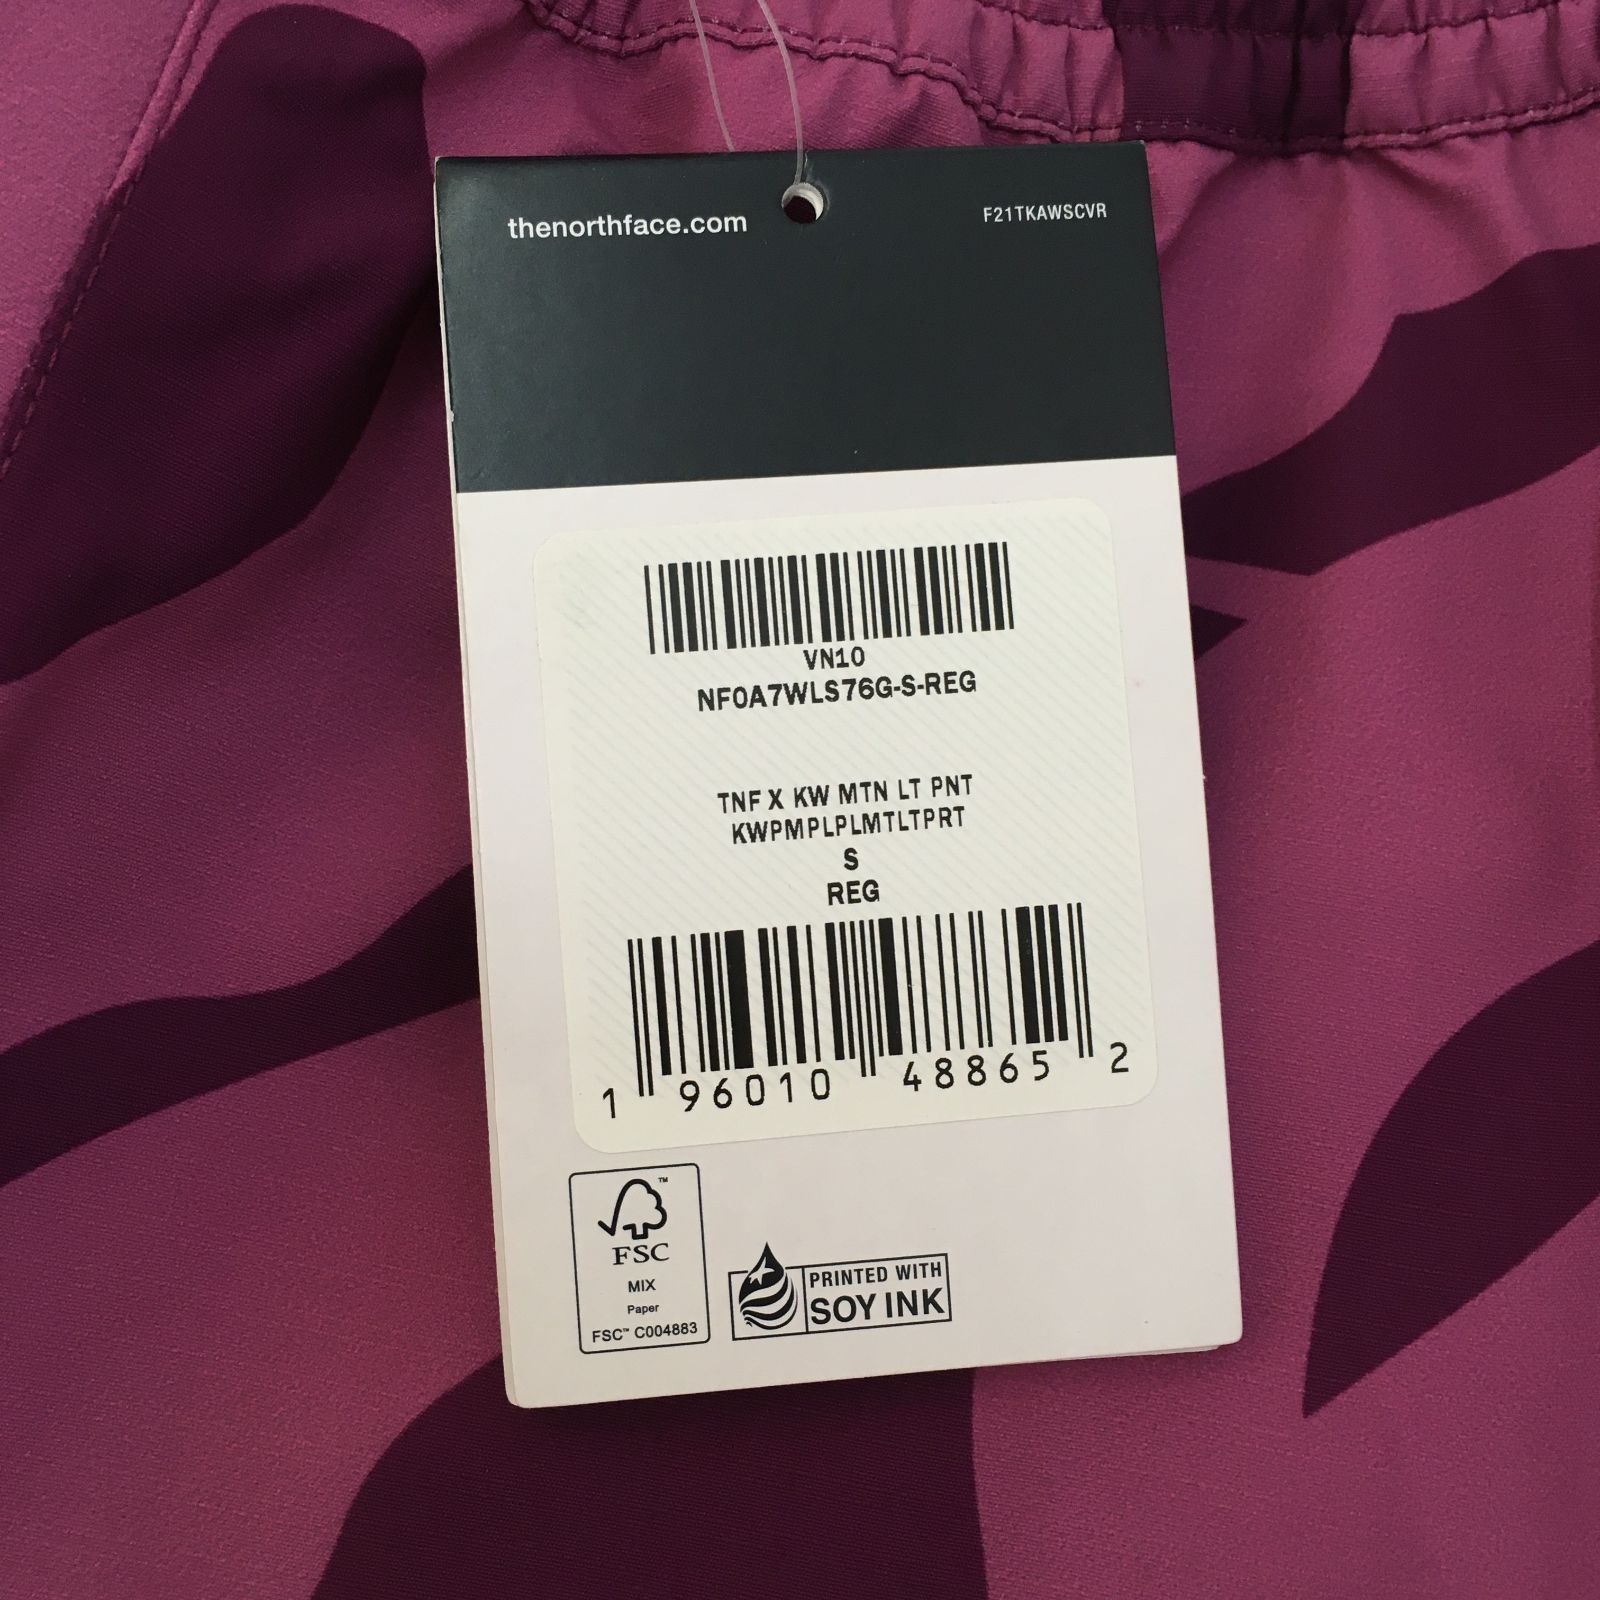 thenorthface.com
F21TKAWSCVR
VN10
NF0A7WLS76G-S-REG
TNF X KW MTN LT PNT
KWPMPLPLMTLTPRT
S
REG
1 96010 48865 2
FSC™
MIX
Paper
FSC™ C004883
PRINTED WITH
SOY INK